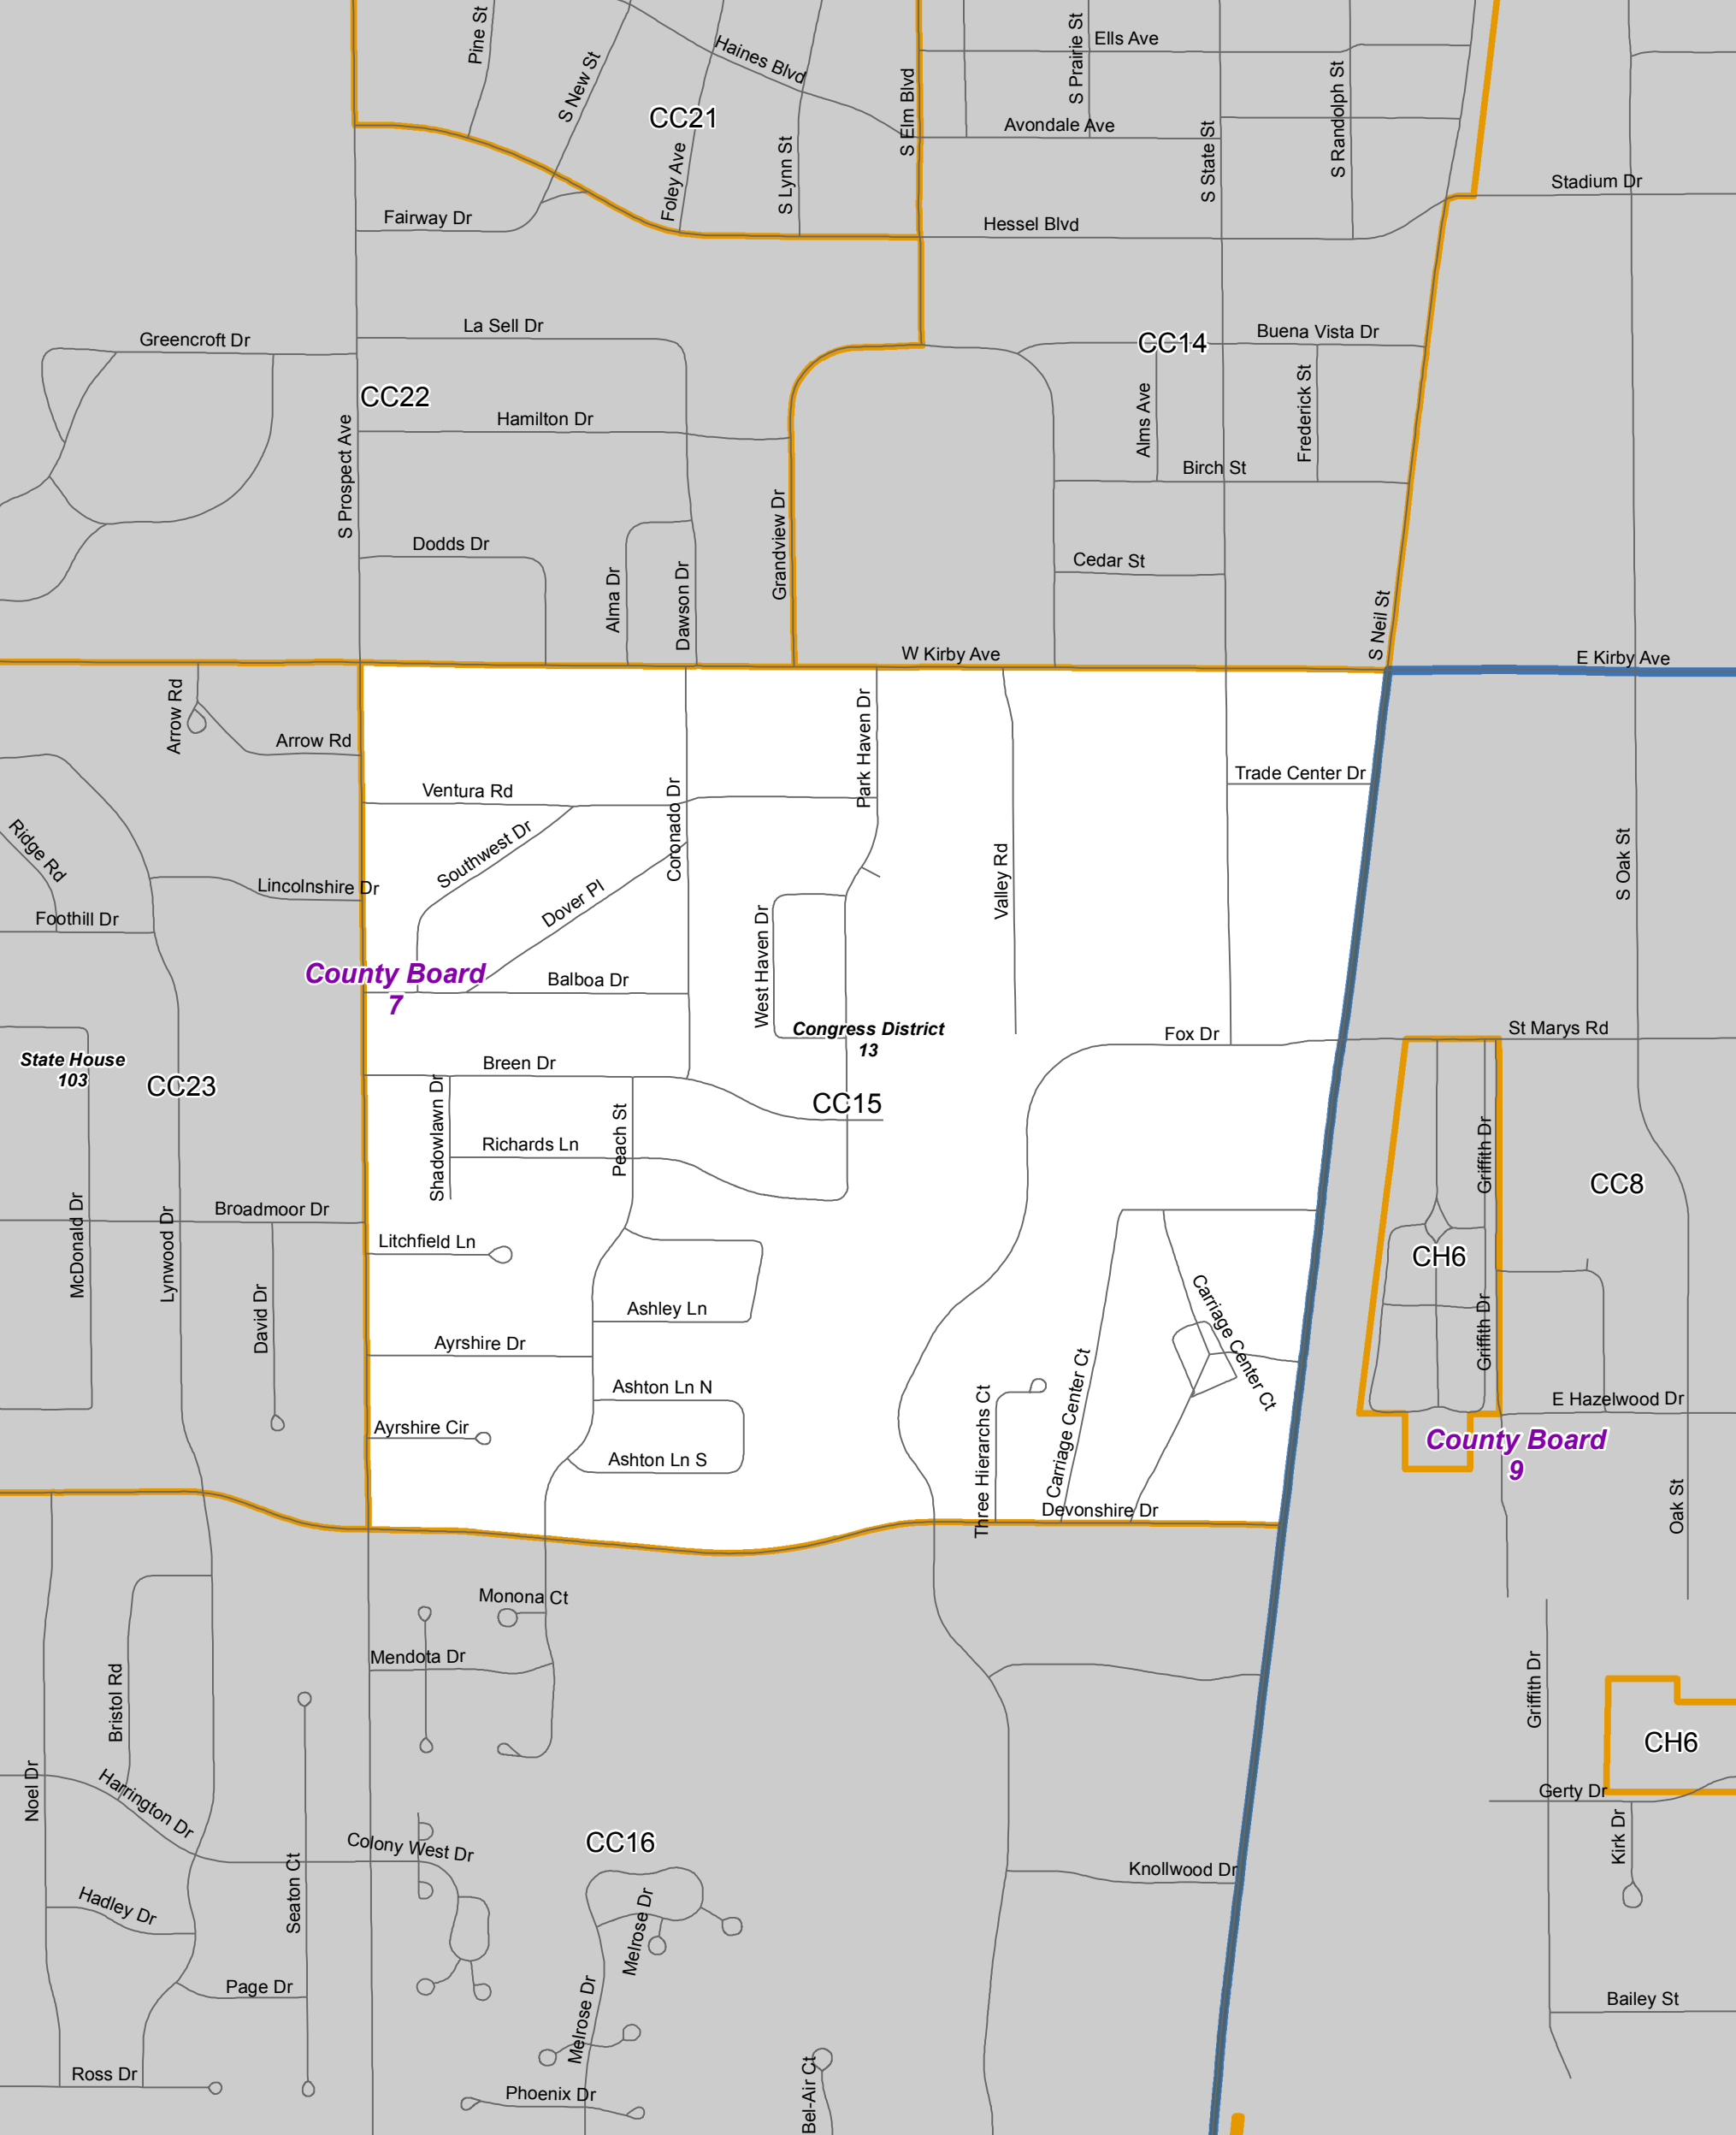 Pine St
S New St
Haines Blvd
CC21
Foley Ave
S Lynn St
S Elm Blvd
S Prairie St
Ells Ave
Avondale Ave
S State St
S Randolph St
Stadium Dr
Fairway Dr
Hessel Blvd
Greencroft Dr
La Sell Dr
CC14
Buena Vista Dr
CC22
Hamilton Dr
S Prospect Ave
Alms Ave
Frederick St
Birch St
Grandview Dr
Dodds Dr
Alma Dr
Dawson Dr
Cedar St
S Neil St
W Kirby Ave
E Kirby Ave
Arrow Rd
Arrow Rd
Park Haven Dr
Trade Center Dr
Ventura Rd
Coronado Dr
Southwest Dr
Ridge Rd
Lincolnshire Dr
Dover Pl
Valley Rd
S Oak St
Foothill Dr
West Haven Dr
County Board
7
Balboa Dr
Congress District
13
Fox Dr
St Marys Rd
State House
103
CC23
Breen Dr
Shadowlawn Dr
Peach St
CC15
Richards Ln
Griffith Dr
CC8
McDonald Dr
Lynwood Dr
Broadmoor Dr
Litchfield Ln
CH6
David Dr
Ashley Ln
Carriage Center Ct
Griffith Dr
Ayrshire Dr
Ashton Ln N
Carriage Center Ct
Three Hierarchs Ct
E Hazelwood Dr
Ayrshire Cir
County Board
9
Ashton Ln S
Devonshire Dr
Oak St
Monona Ct
Mendota Dr
Bristol Rd
Griffith Dr
CH6
Noel Dr
Harrington Dr
Gerty Dr
Kirk Dr
CC16
Colony West Dr
Knollwood Dr
Seaton Ct
Hadley Dr
Melrose Dr
Page Dr
Melrose Dr
Bailey St
Ross Dr
Phoenix Dr
Bel-Air Ct